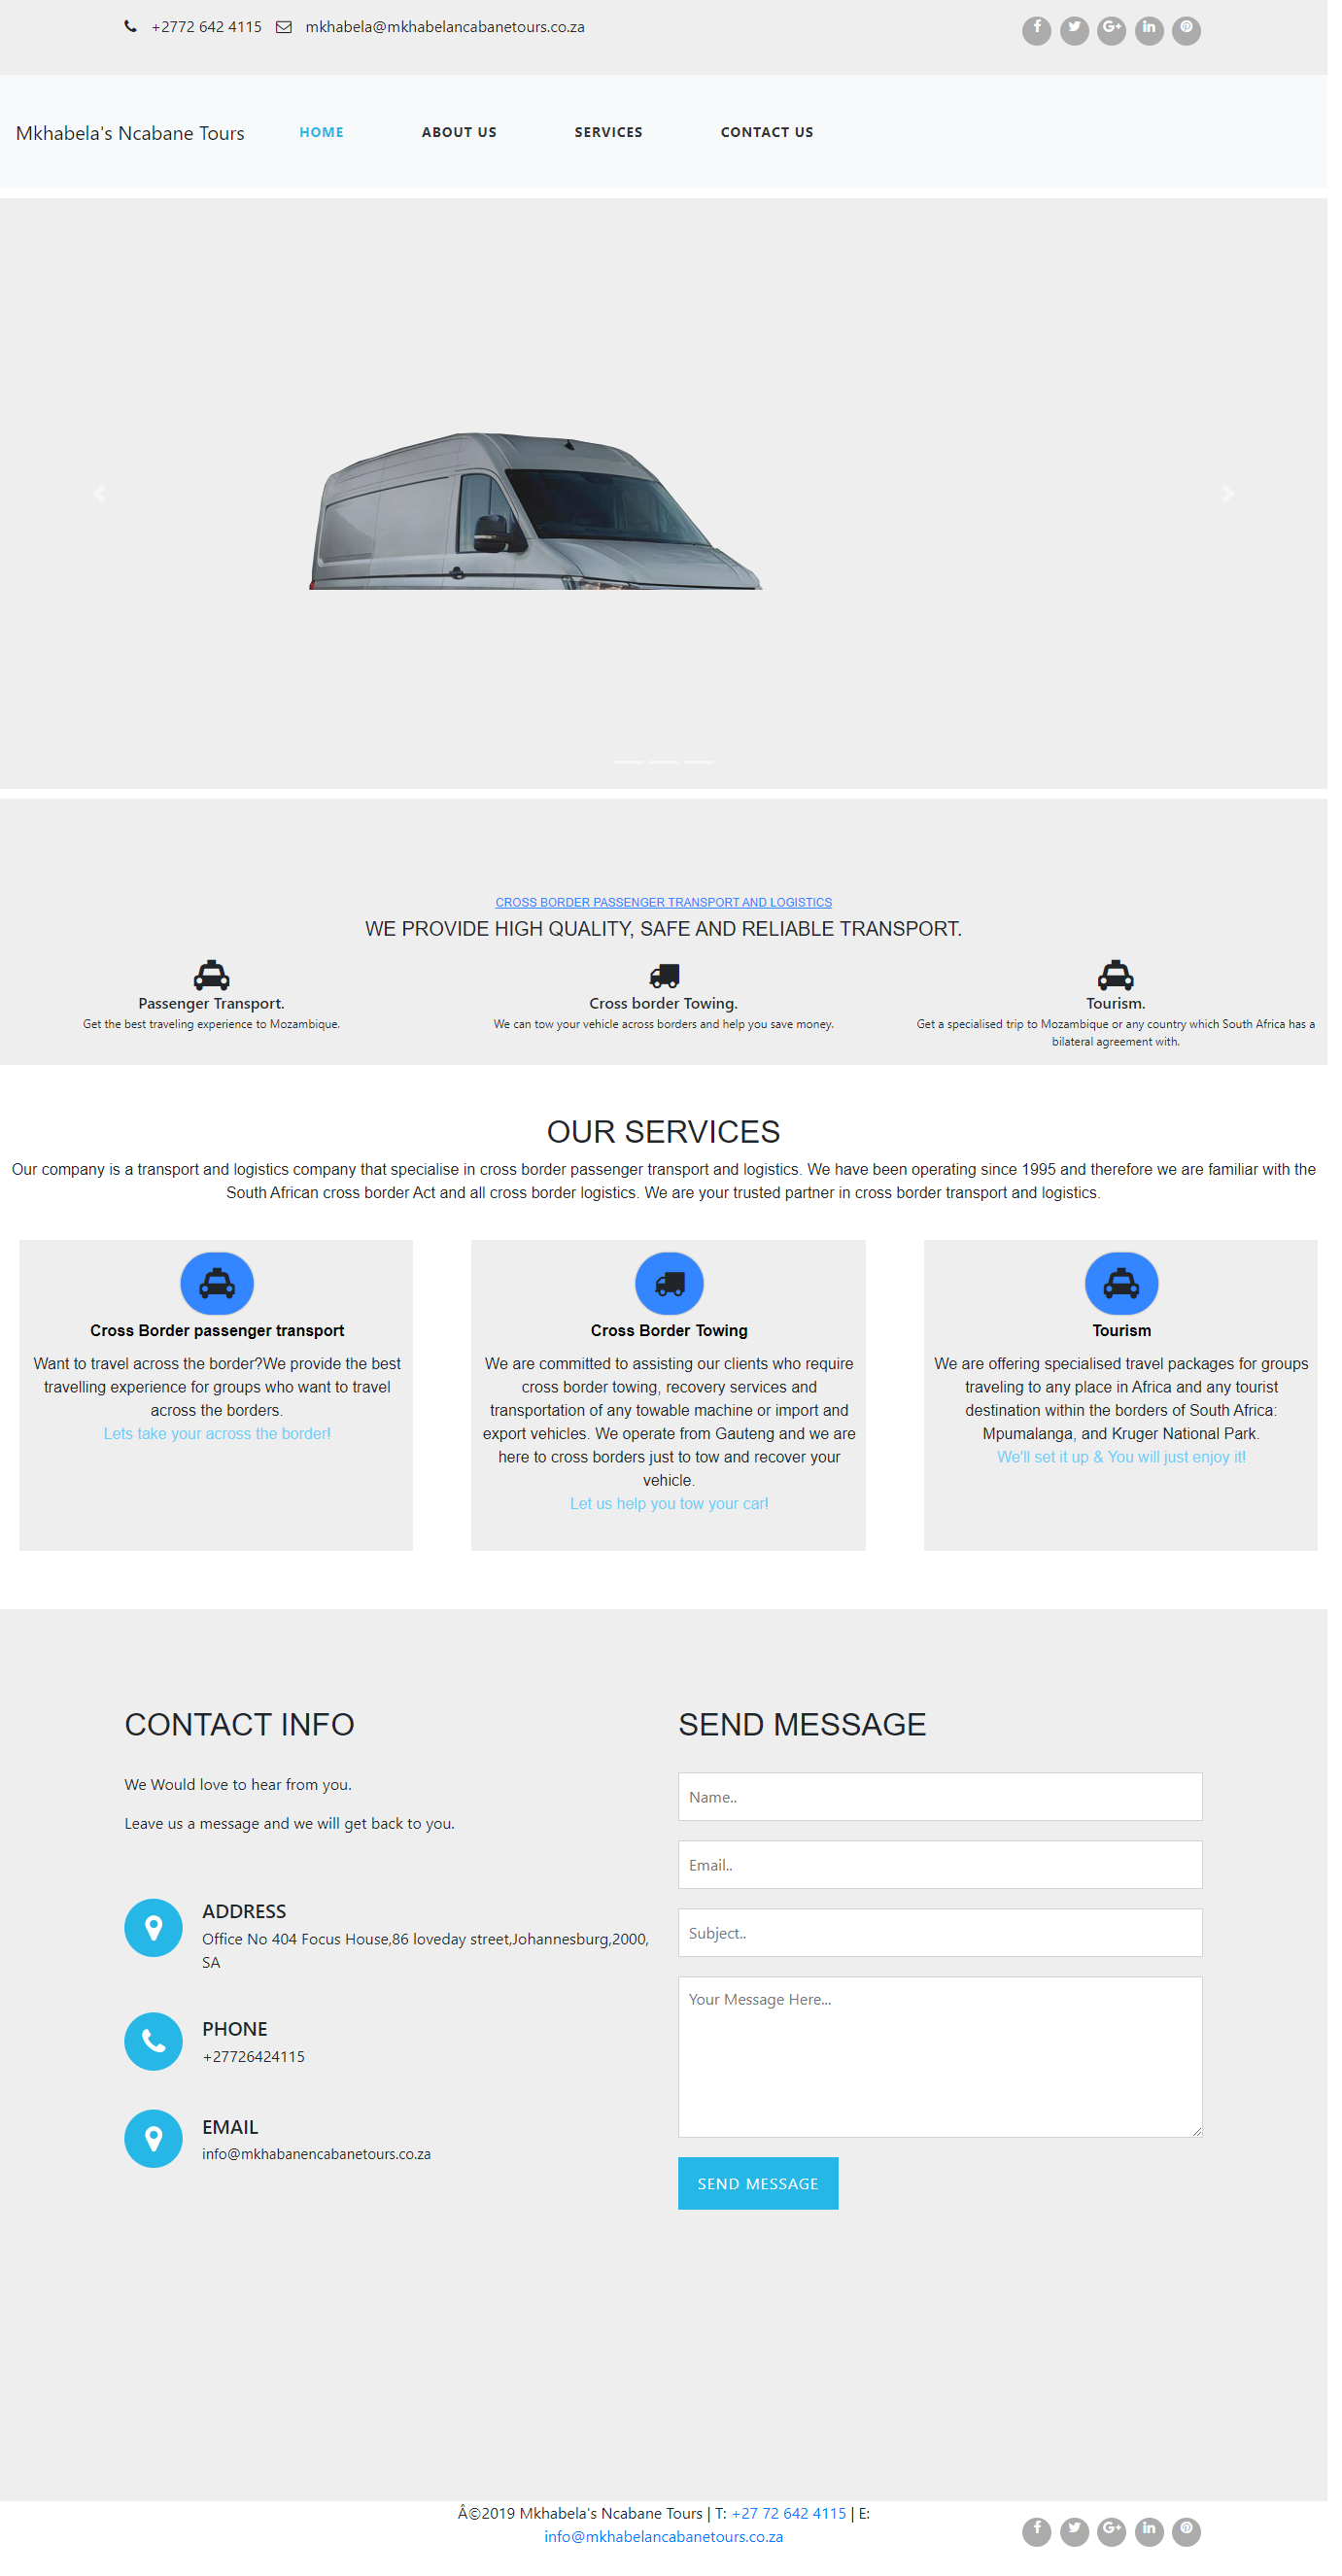 +2772 642 4115 mkhabela@mkhabelancabanetours.co.za
Mkhabela's Ncabane Tours HOME ABOUT US SERVICES CONTACT US
CROSS BORDER PASSENGER TRANSPORT AND LOGISTICS
WE PROVIDE HIGH QUALITY, SAFE AND RELIABLE TRANSPORT.
Passenger Transport.
Get the best traveling experience to Mozambique.
Cross border Towing.
We can tow your vehicle across borders and help you save money.
Tourism.
Get a specialised trip to Mozambique or any country which South Africa has a
bilateral agreement with.
OUR SERVICES
Our company is a transport and logistics company that specialise in cross border passenger transport and logistics. We have been operating since 1995 and therefore we are familiar with the
South African cross border Act and all cross border logistics. We are your trusted partner in cross border transport and logistics.
Cross Border passenger transport
Want to travel across the border?We provide the best
travelling experience for groups who want to travel
across the borders.
Lets take your across the border!
Cross Border Towing
We are committed to assisting our clients who require
cross border towing, recovery services and
transportation of any towable machine or import and
export vehicles. We operate from Gauteng and we are
here to cross borders just to tow and recover your
vehicle.
Let us help you tow your car!
Tourism
We are offering specialised travel packages for groups
traveling to any place in Africa and any tourist
destination within the borders of South Africa:
Mpumalanga, and Kruger National Park.
We'll set it up & You will just enjoy it!
CONTACT INFO
We Would love to hear from you.
Leave us a message and we will get back to you.
ADDRESS
Office No 404 Focus House,86 loveday street,Johannesburg,2000,
SA
PHONE
+27726424115
EMAIL
info@mkhabanencabanetours.co.za
SEND MESSAGE
Name..
Email..
Subject..
Your Message Here...
SEND MESSAGE
Â©2019 Mkhabela's Ncabane Tours | T: +27 72 642 4115 | E:
info@mkhabelancabanetours.co.za